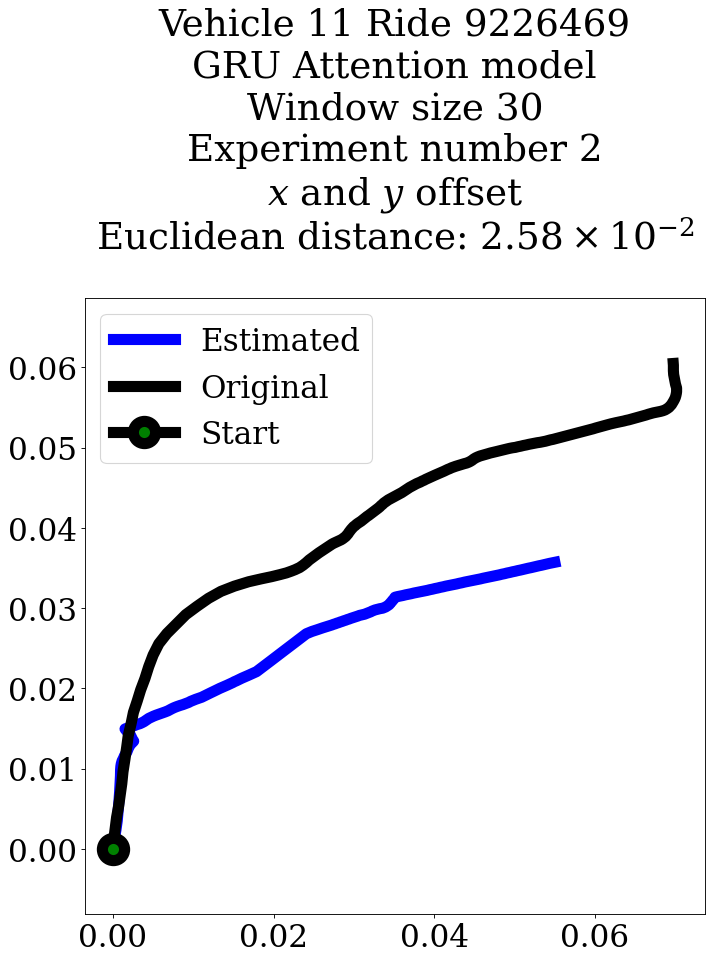 Vehicle 11 Ride 9226469
GRU Attention model
Window size 30
Experiment number 2
x and y offset
Euclidean distance: 2.58 × 10⁻²
Estimated
Original
Start
0.06
0.05
0.04
0.03
0.02
0.01
0.00
0.00 0.02 0.04 0.06